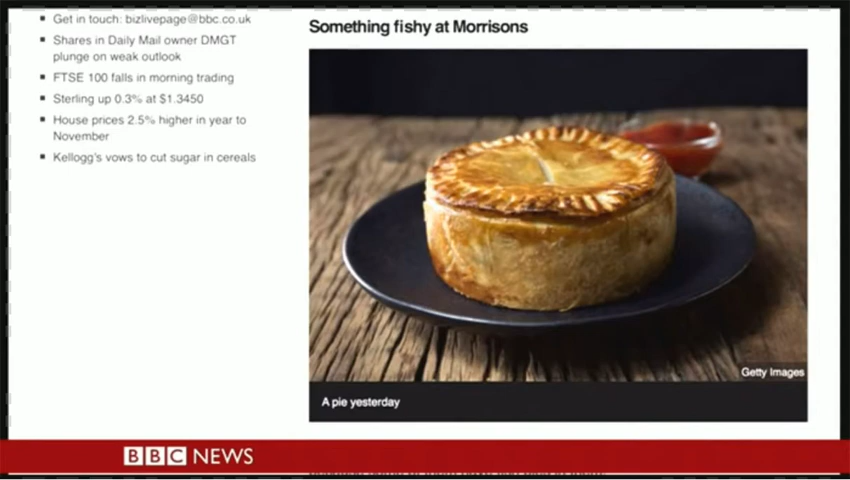 Get in touch: bizlivepage@bbc.co.uk
Shares in Daily Mail owner DMGT
plunge on weak outlook
FTSE 100 falls in morning trading
Sterling up 0.3% at $1.3450
House prices 2.5% higher in year to
November
Kellogg's vows to cut sugar in cereals
Something fishy at Morrisons
Getty Images
A pie yesterday
BBC NEWS